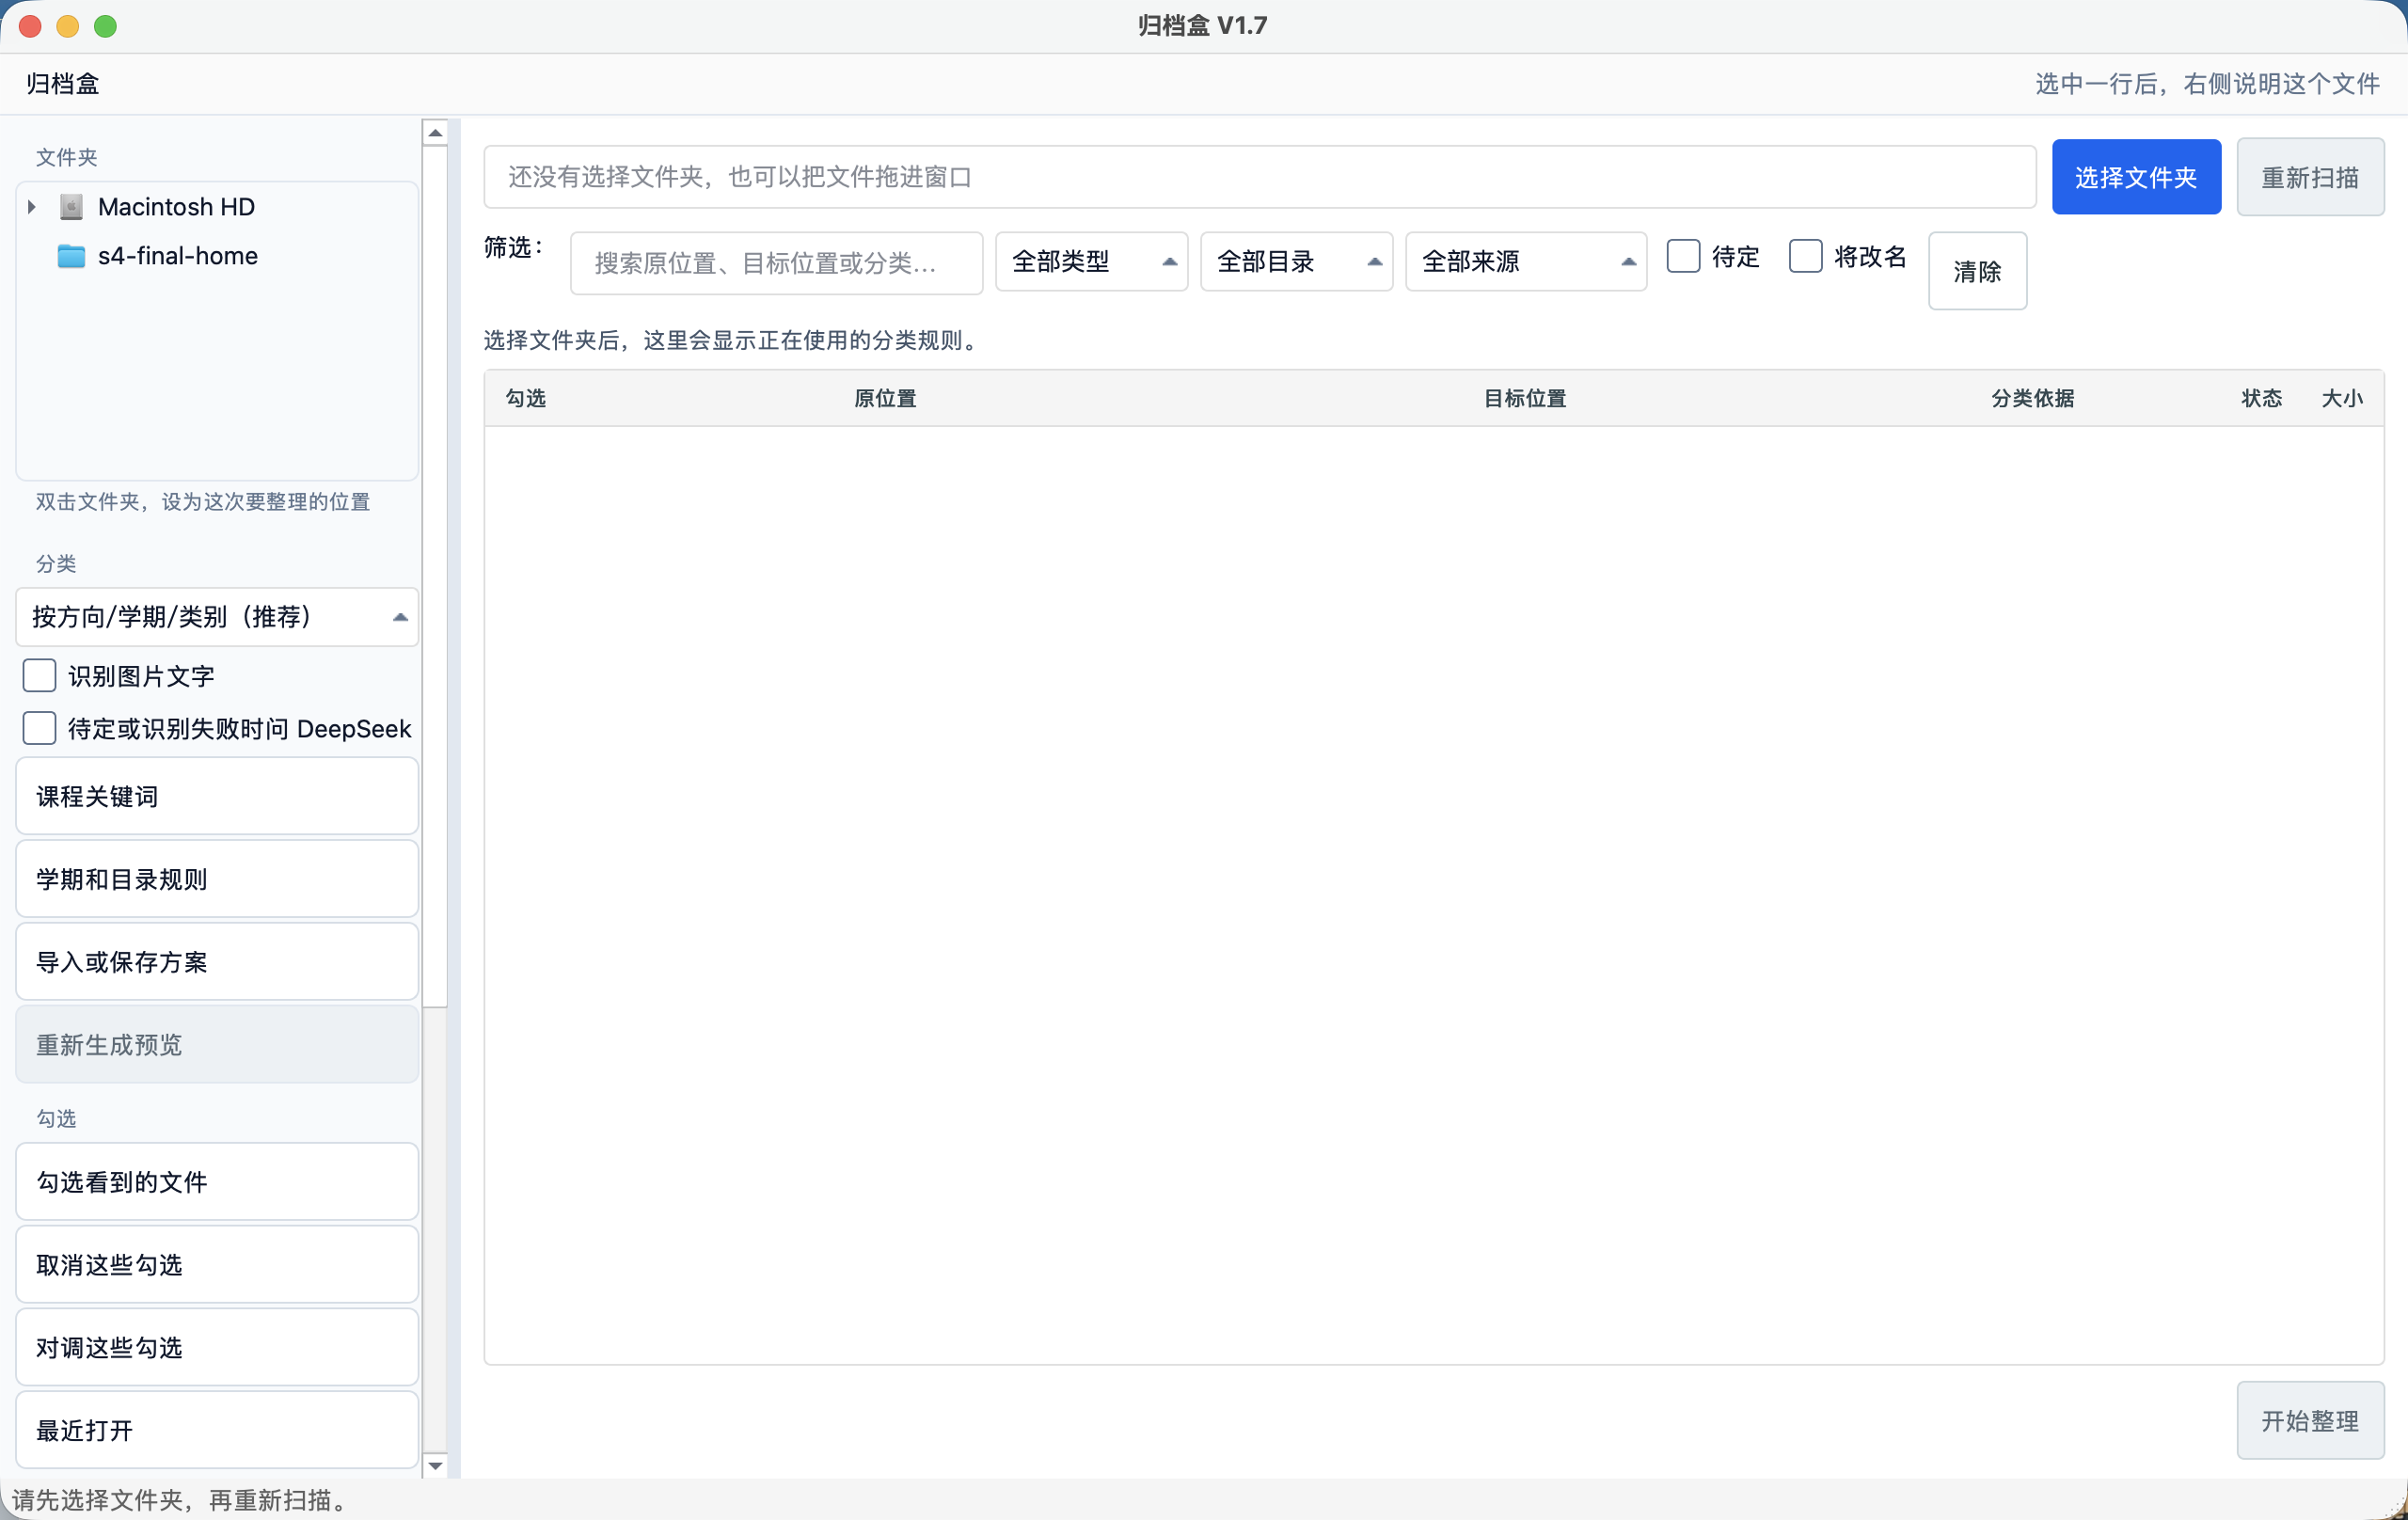 归档盒 V1.7
归档盒
选中一行后，右侧说明这个文件
文件夹
Macintosh HD
s4-final-home
双击文件夹，设为这次要整理的位置
分类
按方向/学期/类别（推荐）
识别图片文字
待定或识别失败时问 DeepSeek
课程关键词
学期和目录规则
导入或保存方案
重新生成预览
勾选
勾选看到的文件
取消这些勾选
对调这些勾选
最近打开
还没有选择文件夹，也可以把文件拖进窗口
选择文件夹
重新扫描
筛选：
搜索原位置、目标位置或分类...
全部类型
全部目录
全部来源
待定
将改名
清除
选择文件夹后，这里会显示正在使用的分类规则。
勾选 原位置 目标位置 分类依据 状态 大小
开始整理
请先选择文件夹，再重新扫描。